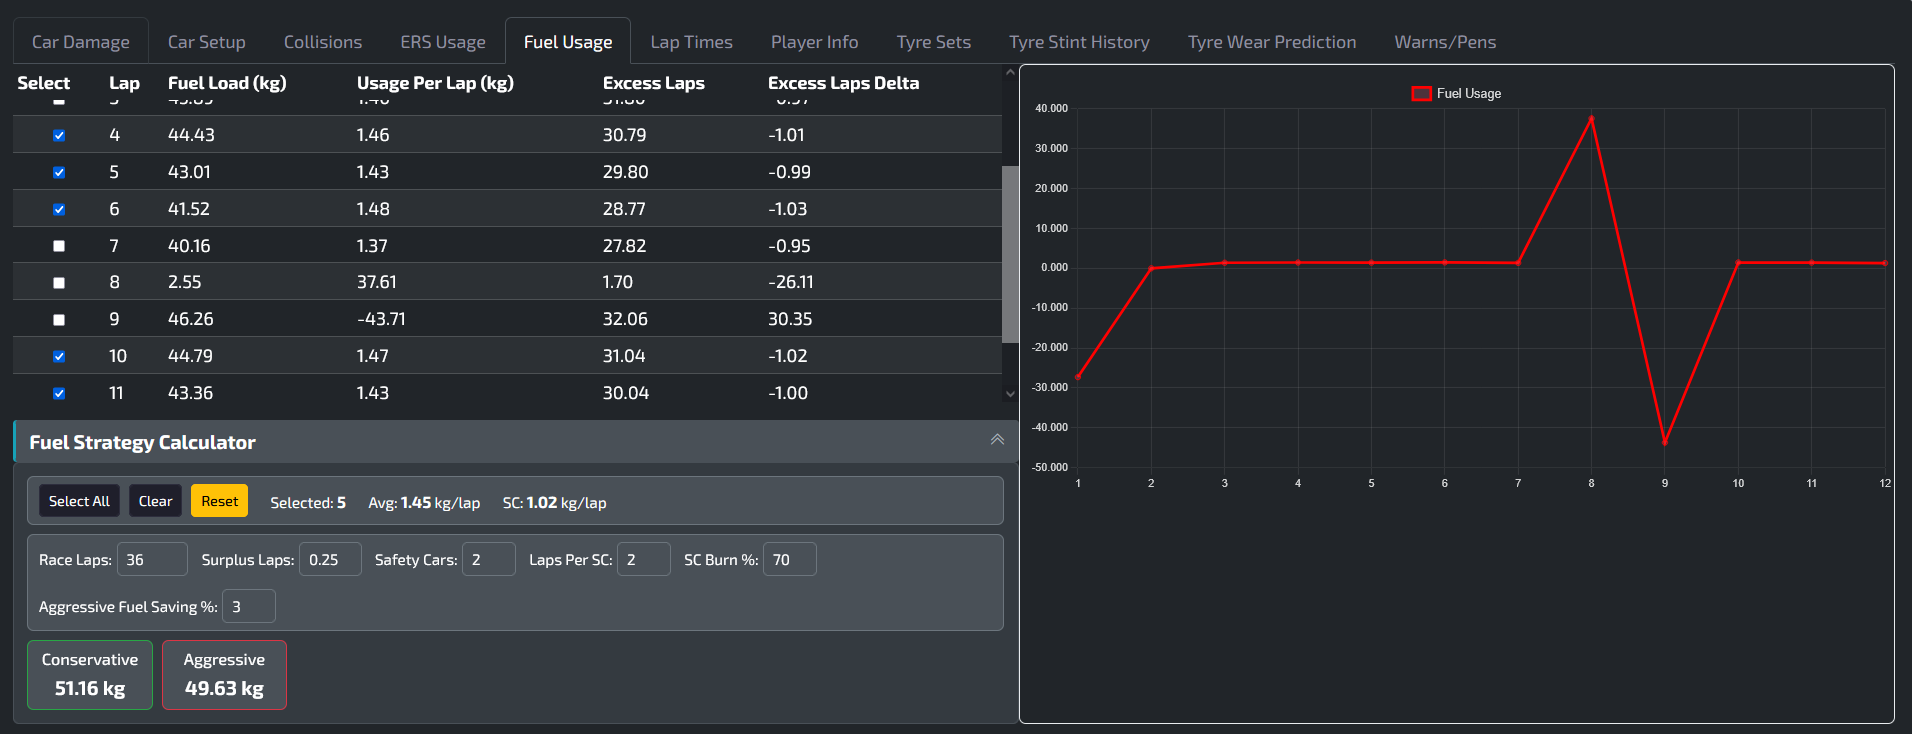 Car Damage Car Setup Collisions ERS Usage Fuel Usage Lap Times Player Info Tyre Sets Tyre Stint History Tyre Wear Prediction Warns/Pens
Select Lap Fuel Load (kg) Usage Per Lap (kg) Excess Laps Excess Laps Delta
4 44.43 1.46 30.79 -1.01
5 43.01 1.43 29.80 -0.99
6 41.52 1.48 28.77 -1.03
7 40.16 1.37 27.82 -0.95
8 2.55 37.61 1.70 -26.11
9 46.26 -43.71 32.06 30.35
10 44.79 1.47 31.04 -1.02
11 43.36 1.43 30.04 -1.00
Fuel Strategy Calculator
Select All Clear Reset Selected: 5 Avg: 1.45 kg/lap SC: 1.02 kg/lap
Race Laps: 36 Surplus Laps: 0.25 Safety Cars: 2 Laps Per SC: 2 SC Burn %: 70
Aggressive Fuel Saving %: 3
Conservative
51.16 kg
Aggressive
49.63 kg
Fuel Usage
40.000
30.000
20.000
10.000
0.000
-10.000
-20.000
-30.000
-40.000
-50.000
1 2 3 4 5 6 7 8 9 10 11 12